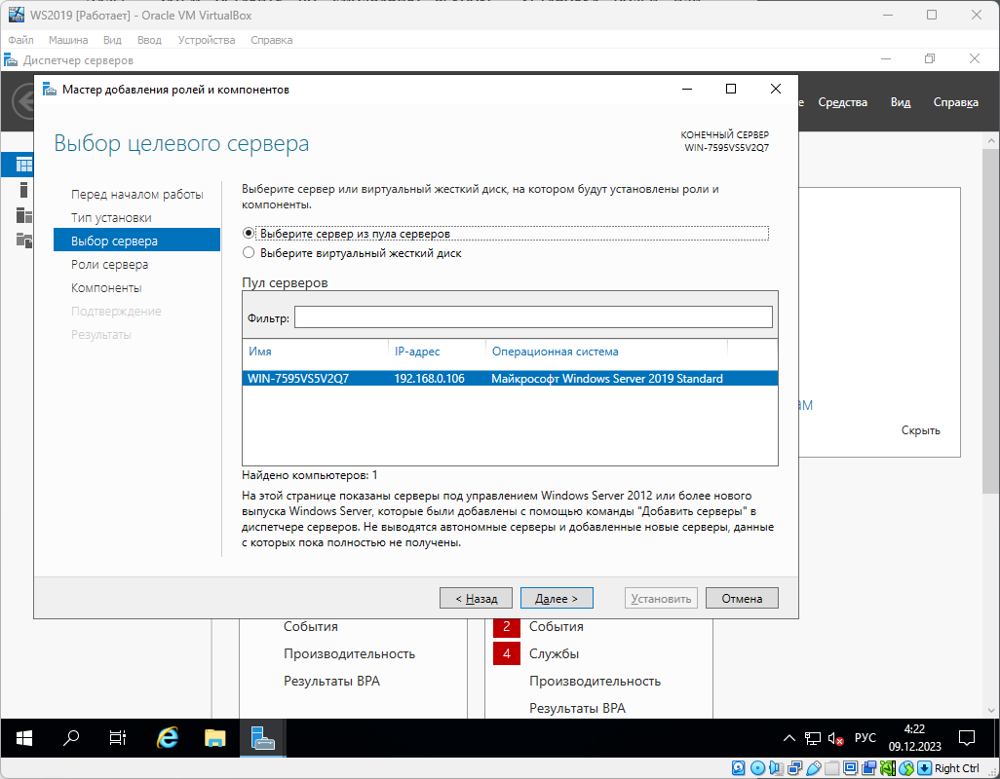 WS2019 [Работает] - Oracle VM VirtualBox
Файл Машина Вид Ввод Устройства Справка
Диспетчер серверов
Средства Вид Справка
Мастер добавления ролей и компонентов
Выбор целевого сервера
КОНЕЧНЫЙ СЕРВЕР
WIN-7595VS5V2Q7
Перед началом работы
Тип установки
Выбор сервера
Роли сервера
Компоненты
Подтверждение
Результаты
Выберите сервер или виртуальный жесткий диск, на котором будут установлены роли и
компоненты.
Выберите сервер из пула серверов
Выберите виртуальный жесткий диск
Пул серверов
Фильтр:
Имя IP-адрес Операционная система
WIN-7595VS5V2Q7 192.168.0.106 Майкрософт Windows Server 2019 Standard
Найдено компьютеров: 1
На этой странице показаны серверы под управлением Windows Server 2012 или более нового
выпуска Windows Server, которые были добавлены с помощью команды "Добавить серверы" в
диспетчере серверов. Не выводятся автономные серверы и добавленные новые серверы, данные
с которых пока полностью не получены.
< Назад Далее > Установить Отмена
Скрыть
События
Производительность
Результаты BPA
2 События
4 Службы
Производительность
Результаты BPA
РУС
4:22
09.12.2023
Right Ctrl